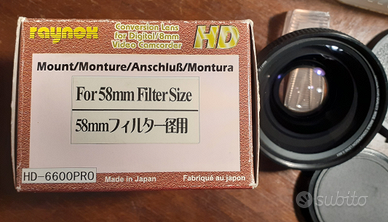 raynox
Conversion Lens
for Digital/8mm
Video Camcorder
HD
Mount/Monture/Anschluß/Montura
For 58mm Filter Size
58mmフィルター径用
HD-6600PRO
Made in Japan
Fabriqué au japon
subito